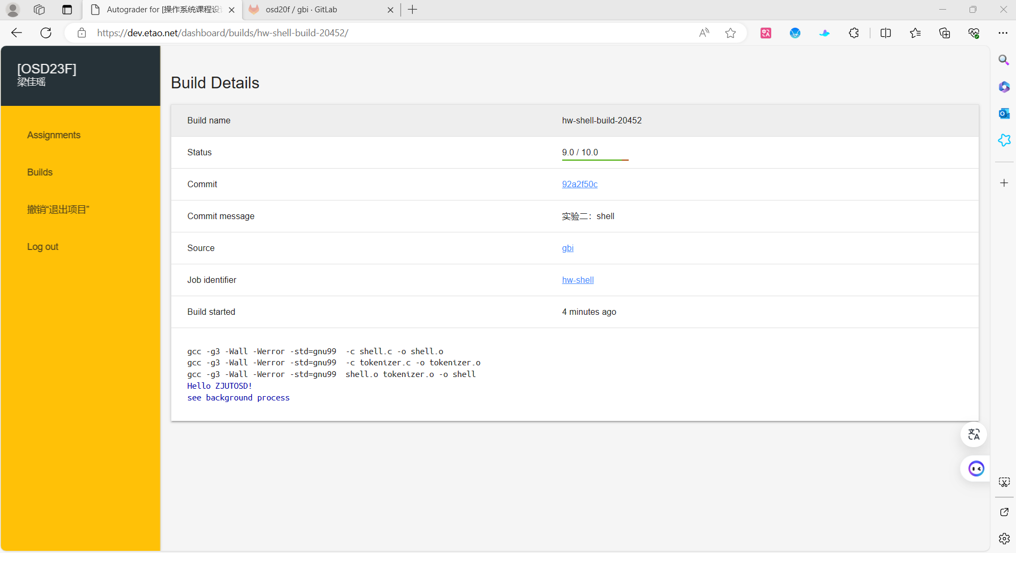 Autograder for [操作系统课程设
osd20f / gbi · GitLab
https://dev.etao.net/dashboard/builds/hw-shell-build-20452/
[OSD23F]
梁佳瑶
Assignments
Builds
撤销"退出项目"
Log out
Build Details
Build name hw-shell-build-20452
Status 9.0 / 10.0
Commit 92a2f50c
Commit message 实验二：shell
Source gbi
Job identifier hw-shell
Build started 4 minutes ago
gcc -g3 -Wall -Werror -std=gnu99  -c shell.c -o shell.o
gcc -g3 -Wall -Werror -std=gnu99  -c tokenizer.c -o tokenizer.o
gcc -g3 -Wall -Werror -std=gnu99  shell.o tokenizer.o -o shell
Hello ZJUTOSD!
see background process